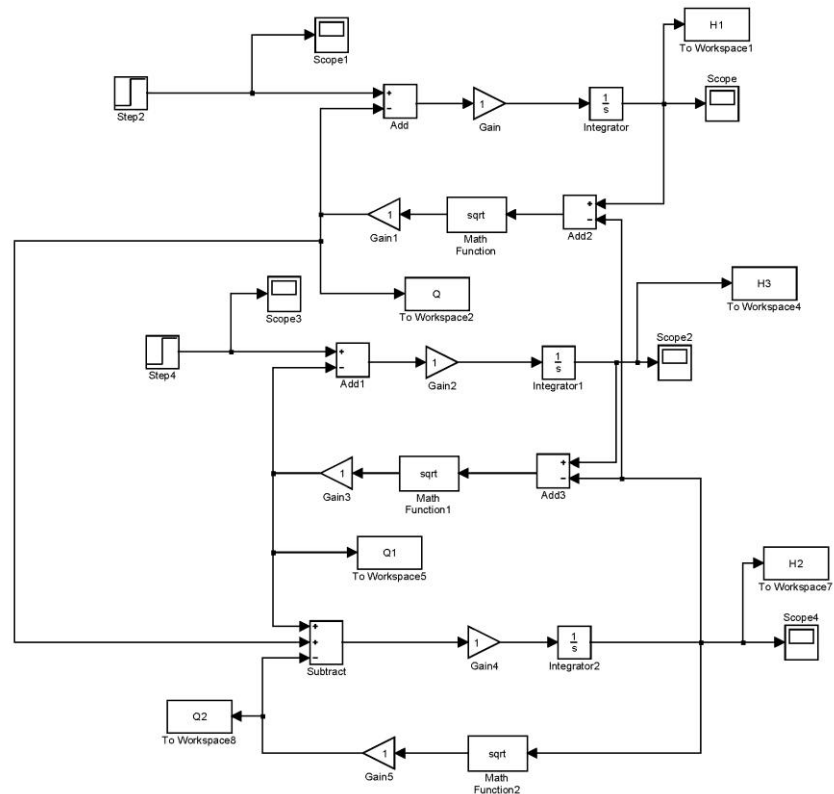 H1
To Workspace1
Scope1
Scope
Step2
+
−
Add
1
Gain
1
s
Integrator
1
Gain1
sqrt
Math
Function
+
−
Add2
Scope3
Q
To Workspace2
H3
To Workspace4
Scope2
Step4
+
−
Add1
1
Gain2
1
s
Integrator1
1
Gain3
sqrt
Math
Function1
+
−
Add3
Q1
To Workspace5
H2
To Workspace7
Scope4
+
+
−
Subtract
1
Gain4
1
s
Integrator2
Q2
To Workspace8
1
Gain5
sqrt
Math
Function2